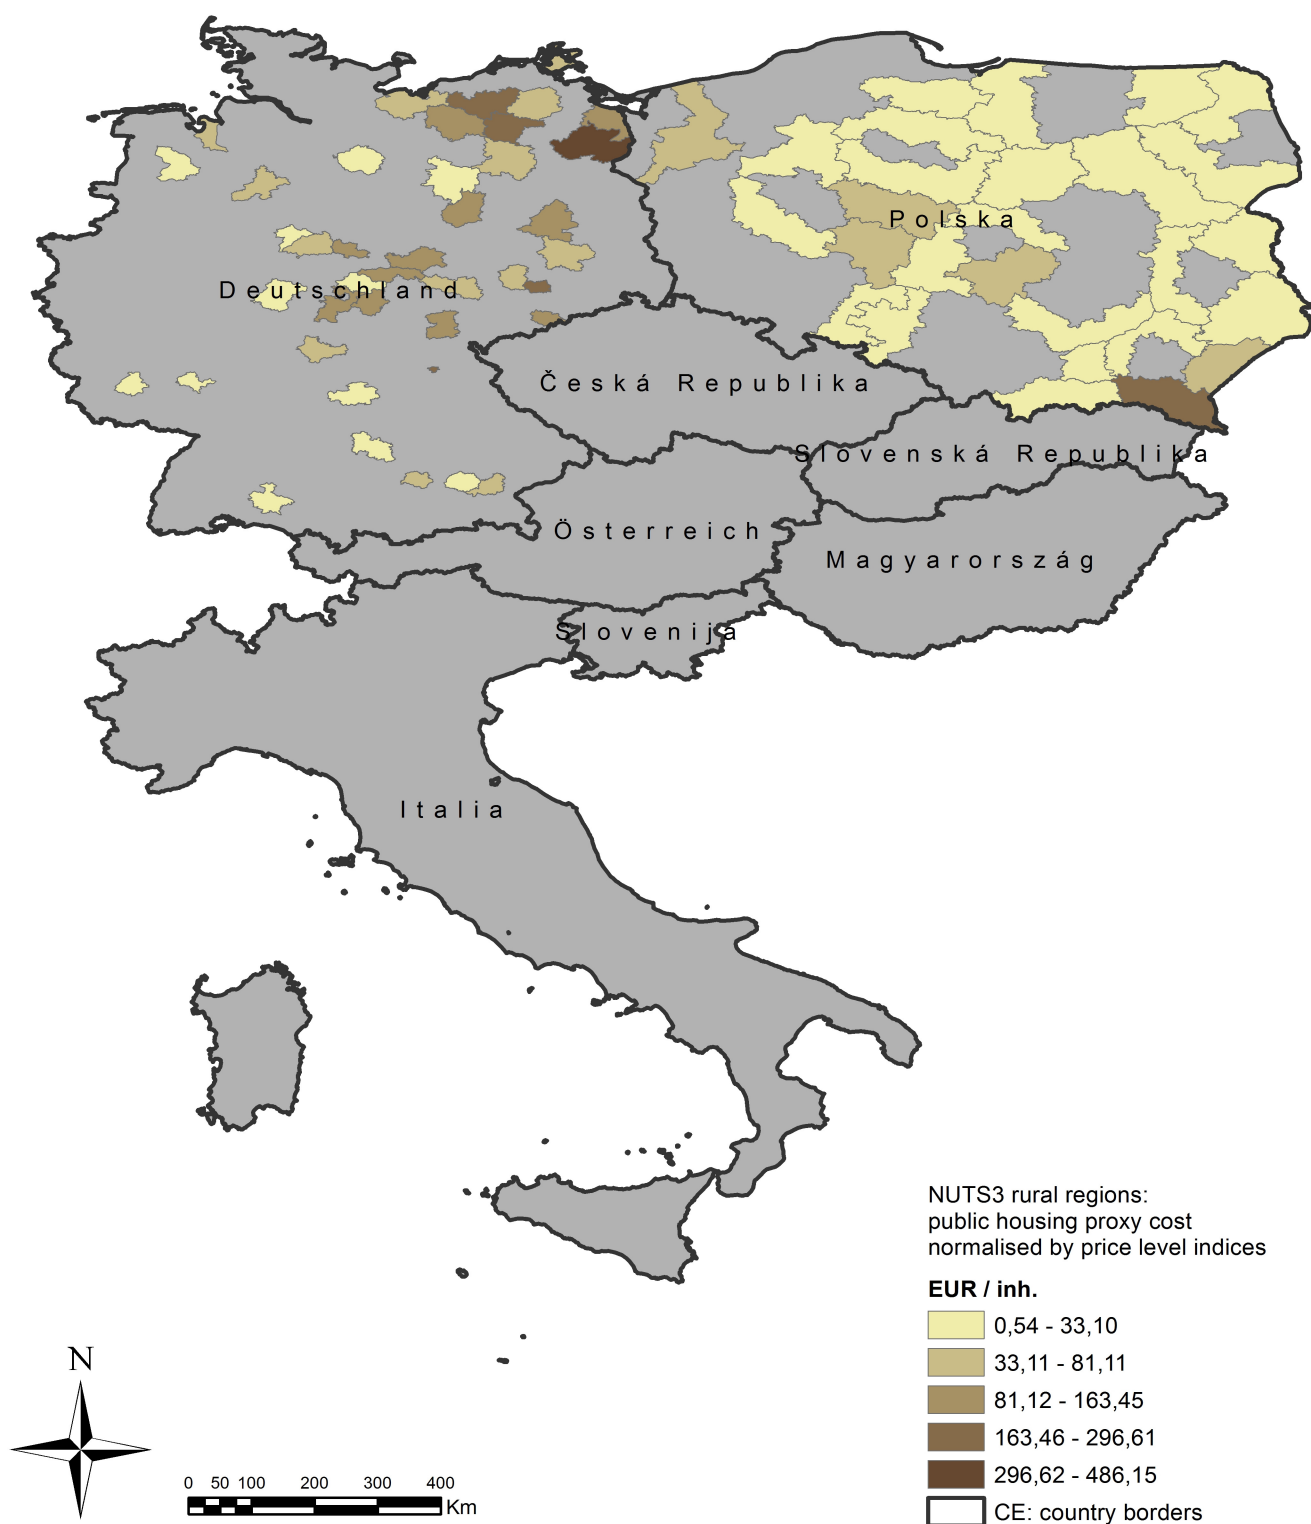 Polska
Deutschland
Česká Republika
Slovenská Republika
Österreich
Magyarország
Slovenija
Italia
NUTS3 rural regions:
public housing proxy cost
normalised by price level indices
EUR / inh.
0,54 - 33,10
33,11 - 81,11
81,12 - 163,45
163,46 - 296,61
296,62 - 486,15
CE: country borders
N
0 50 100 200 300 400
Km